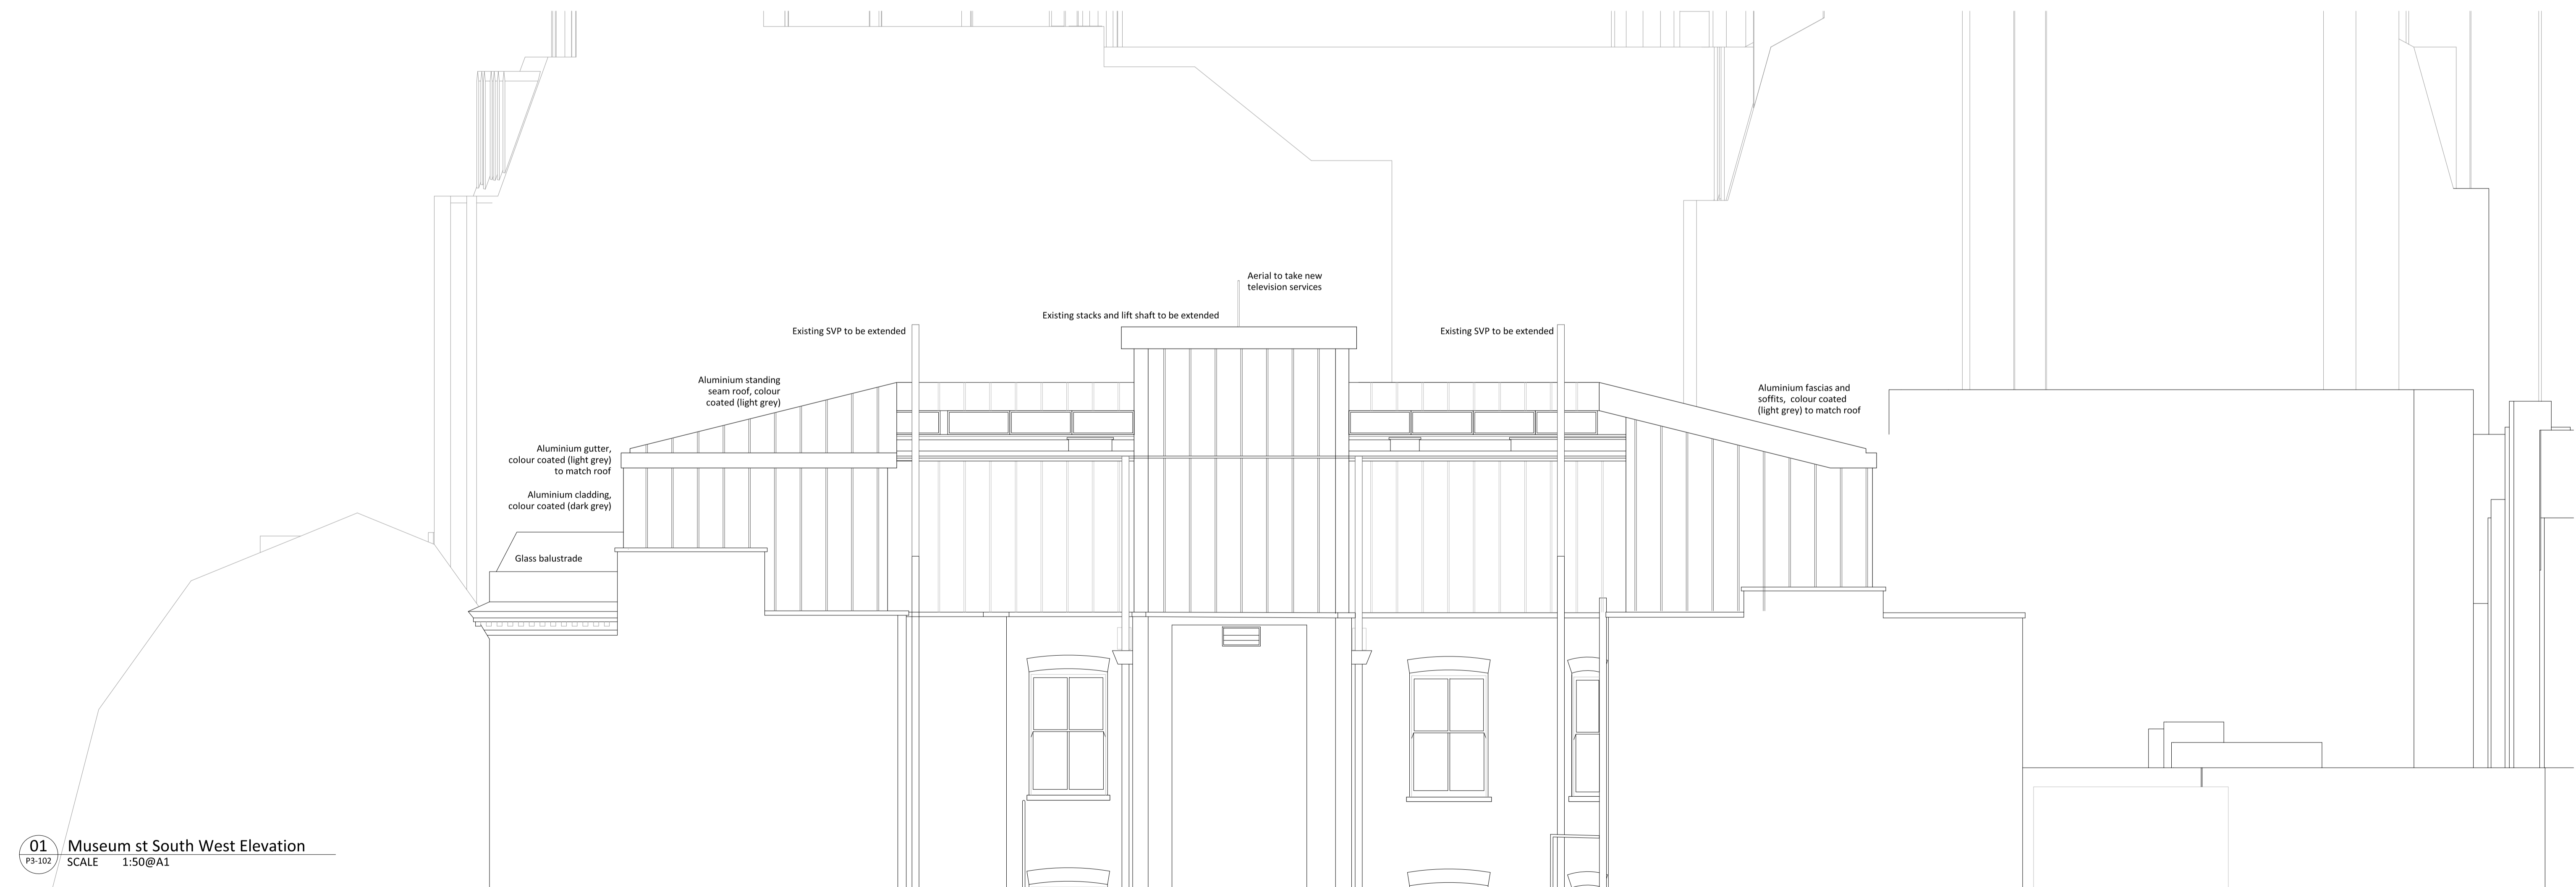 Aerial to take new
television services
Existing stacks and lift shaft to be extended
Existing SVP to be extended
Existing SVP to be extended
Aluminium standing
seam roof, colour
coated (light grey)
Aluminium fascias and
soffits, colour coated
(light grey) to match roof
Aluminium gutter,
colour coated (light grey)
to match roof
Aluminium cladding,
colour coated (dark grey)
Glass balustrade
01
P3-102
Museum st South West Elevation
SCALE 1:50@A1